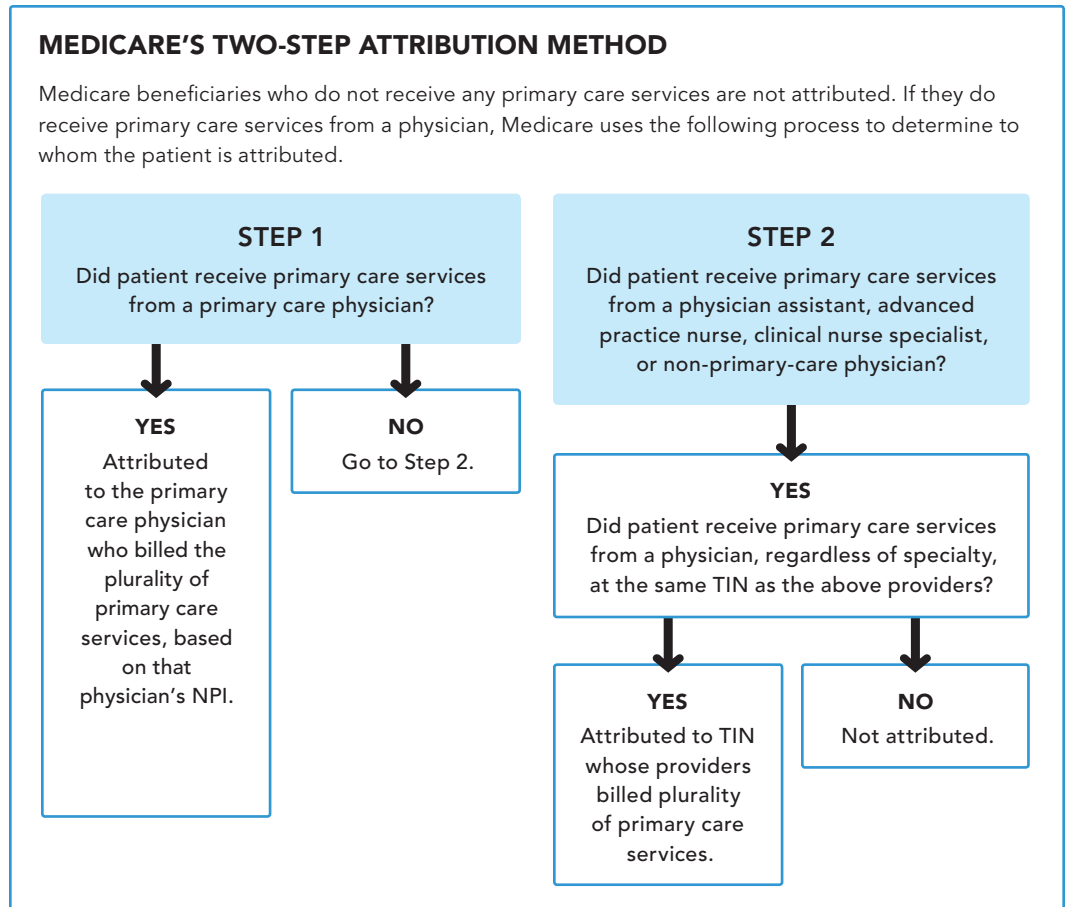 MEDICARE’S TWO-STEP ATTRIBUTION METHOD
Medicare beneficiaries who do not receive any primary care services are not attributed. If they do
receive primary care services from a physician, Medicare uses the following process to determine to
whom the patient is attributed.
STEP 1
Did patient receive primary care services
from a primary care physician?
YES
Attributed
to the primary
care physician
who billed the
plurality of
primary care
services, based
on that
physician’s NPI.
NO
Go to Step 2.
STEP 2
Did patient receive primary care services
from a physician assistant, advanced
practice nurse, clinical nurse specialist,
or non-primary-care physician?
YES
Did patient receive primary care services
from a physician, regardless of specialty,
at the same TIN as the above providers?
YES
Attributed to TIN
whose providers
billed plurality
of primary care
services.
NO
Not attributed.